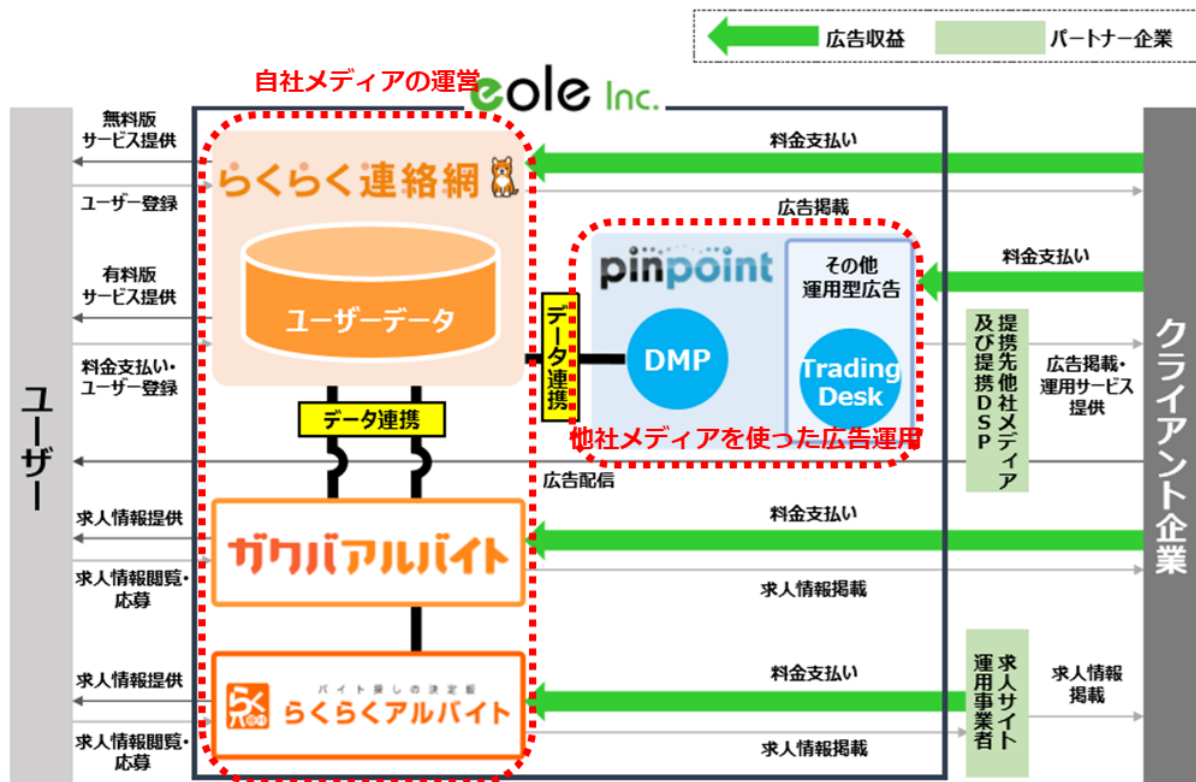 広告収益
パートナー企業
自社メディアの運営
eole Inc.
ユーザー
クライアント企業
無料版
サービス提供
ユーザー登録
らくらく連絡網
料金支払い
広告掲載
有料版
サービス提供
料金支払い・
ユーザー登録
ユーザーデータ
データ連携
pinpoint
DMP
その他
運用型広告
Trading
Desk
他社メディアを使った広告運用
料金支払い
提携先他社メディア
及び提携DSP
広告掲載・
運用サービス
提供
データ連携
広告配信
求人情報提供
求人情報閲覧・
応募
ガクバアルバイト
料金支払い
求人情報掲載
求人情報提供
求人情報閲覧・
応募
バイト探しの決定版
らくらくアルバイト
料金支払い
求人情報掲載
求人サイト
運用事業者
求人情報
掲載